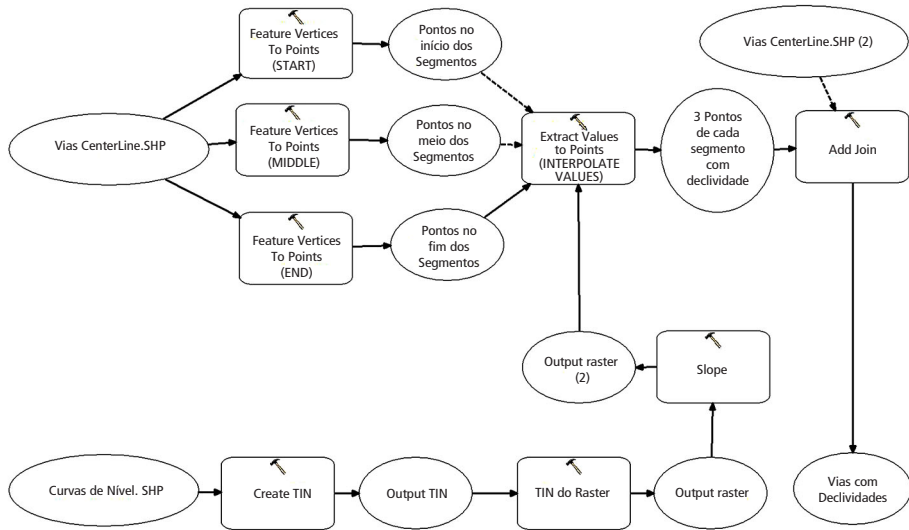 Feature Vertices
To Points
(START)
Pontos no
início dos
Segmentos
Vias CenterLine.SHP (2)
Vias CenterLine.SHP
Feature Vertices
To Points
(MIDDLE)
Pontos no
meio dos
Segmentos
Extract Values
to Points
(INTERPOLATE
VALUES)
3 Pontos
de cada
segmento
com
declividade
Add Join
Feature Vertices
To Points
(END)
Pontos no
fim dos
Segmentos
Output raster
(2)
Slope
Curvas de Nível. SHP
Create TIN
Output TIN
TIN do Raster
Output raster
Vias com
Declividades